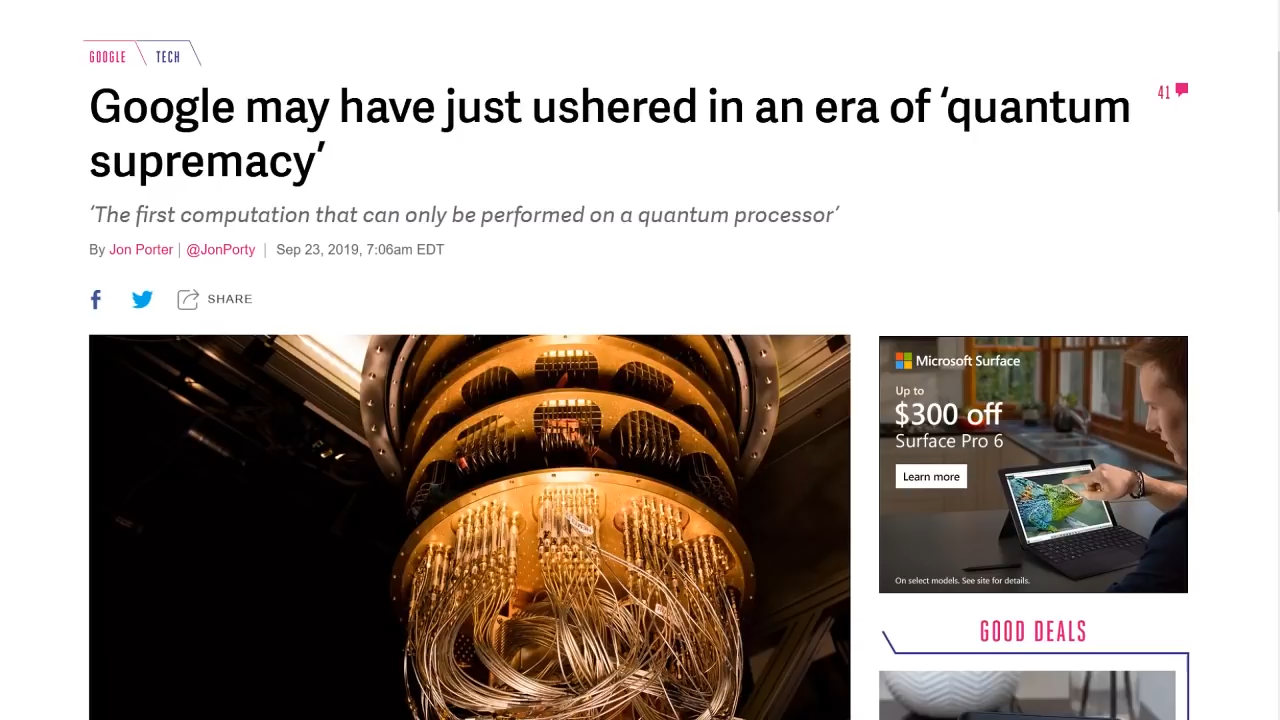 GOOGLE
TECH
Google may have just ushered in an era of ‘quantum
supremacy’
41
‘The first computation that can only be performed on a quantum processor’
By Jon Porter | @JonPorty | Sep 23, 2019, 7:06am EDT
SHARE
Microsoft Surface
Up to
$300 off
Surface Pro 6
Learn more
On select models. See site for details.
GOOD DEALS